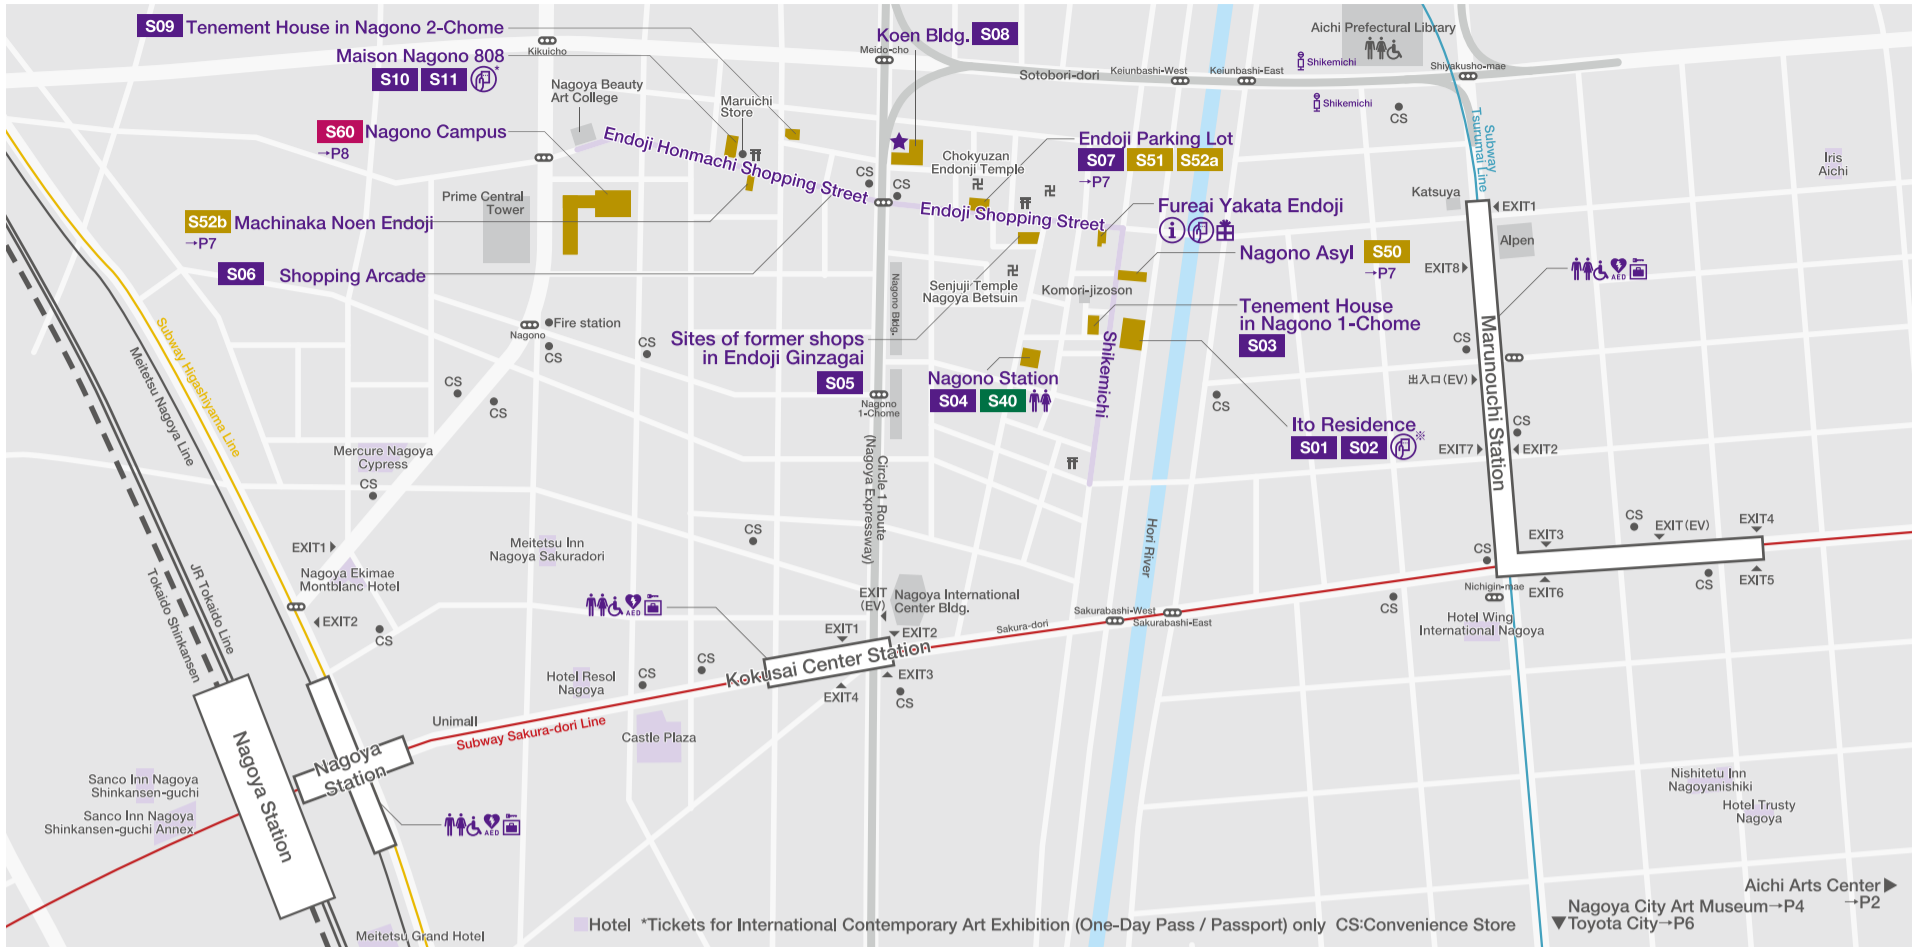 S09 Tenement House in Nagono 2-Chome
Kikuicho
Maison Nagono 808
S10 S11 *
Nagoya Beauty
Art College
Maruichi
Store
Meido-cho
Koen Bldg. S08
Sotobori-dori
Keiunbashi-West
Keiunbashi-East
Shikemichi
Aichi Prefectural Library
Shiyakusho-mae
Shikemichi
CS
Subway
Tsurumai Line
S60 Nagono Campus
→P8
Endoji Honmachi Shopping Street
Chokyuzan
Endonji Temple
Endoji Parking Lot
S07 S51 S52a
→P7
Iris
Aichi
CS
CS
Prime Central
Tower
Katsuya
EXIT1
S52b Machinaka Noen Endoji
→P7
Endoji Shopping Street
Fureai Yakata Endoji
Alpen
S06 Shopping Arcade
Nagono Asyl S50
→P7
EXIT8
AED
Senjuji Temple
Nagoya Betsuin
Komori-jizoson
Nagono Bldg.
Tenement House
in Nagono 1-Chome
S03
Fire station
Nagono
CS
CS
Subway Higashiyama Line
Meitetsu Nagoya Line
Sites of former shops
in Endoji Ginzagai
S05
Shikemichi
CS
Marunouchi Station
出入口(EV)
Nagono Station
S04 S40
Nagono
1-Chome
CS
CS
CS
Ito Residence
S01 S02 ※
CS
EXIT7
EXIT2
Mercure Nagoya
Cypress
CS
Circle 1 Route
(Nagoya Expressway)
CS
Hori River
CS
EXIT(EV)
EXIT4
EXIT3
EXIT1
Meitetsu Inn
Nagoya Sakuradori
Nagoya Ekimae
Montblanc Hotel
JR Tokaido Line
Tokaido Shinkansen
CS
CS
EXIT5
EXIT6
Nichigin-mae
CS
EXIT
(EV)
Nagoya International
Center Bldg.
AED
EXIT2
CS
Sakurabashi-West
Sakurabashi-East
Sakura-dori
Hotel Wing
International Nagoya
EXIT1
EXIT2
Kokusai Center Station
EXIT3
EXIT4
CS
CS
CS
Hotel Resol
Nagoya
Unimall
Subway Sakura-dori Line
Castle Plaza
Nagoya
Station
Nagoya Station
Sanco Inn Nagoya
Shinkansen-guchi
Sanco Inn Nagoya
Shinkansen-guchi Annex
AED
Nishitetu Inn
Nagoyanishiki
Hotel Trusty
Nagoya
Meitetsu Grand Hotel
Hotel *Tickets for International Contemporary Art Exhibition (One-Day Pass / Passport) only CS:Convenience Store
Aichi Arts Center▶
→P2
Nagoya City Art Museum→P4
▼Toyota City→P6